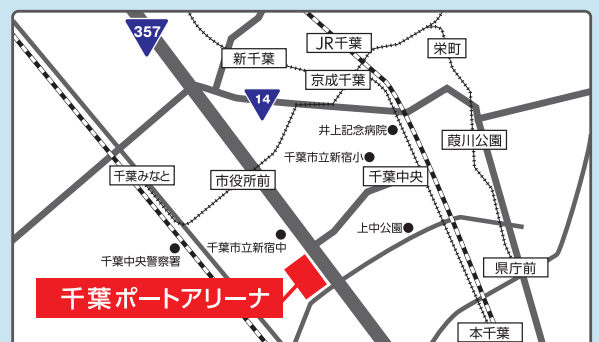 357
JR千葉
栄町
新千葉
京成千葉
14
井上記念病院
葭川公園
千葉市立新宿小
千葉みなと
市役所前
千葉中央
上中公園
千葉市立新宿中
千葉中央警察署
県庁前
千葉ポートアリーナ
本千葉